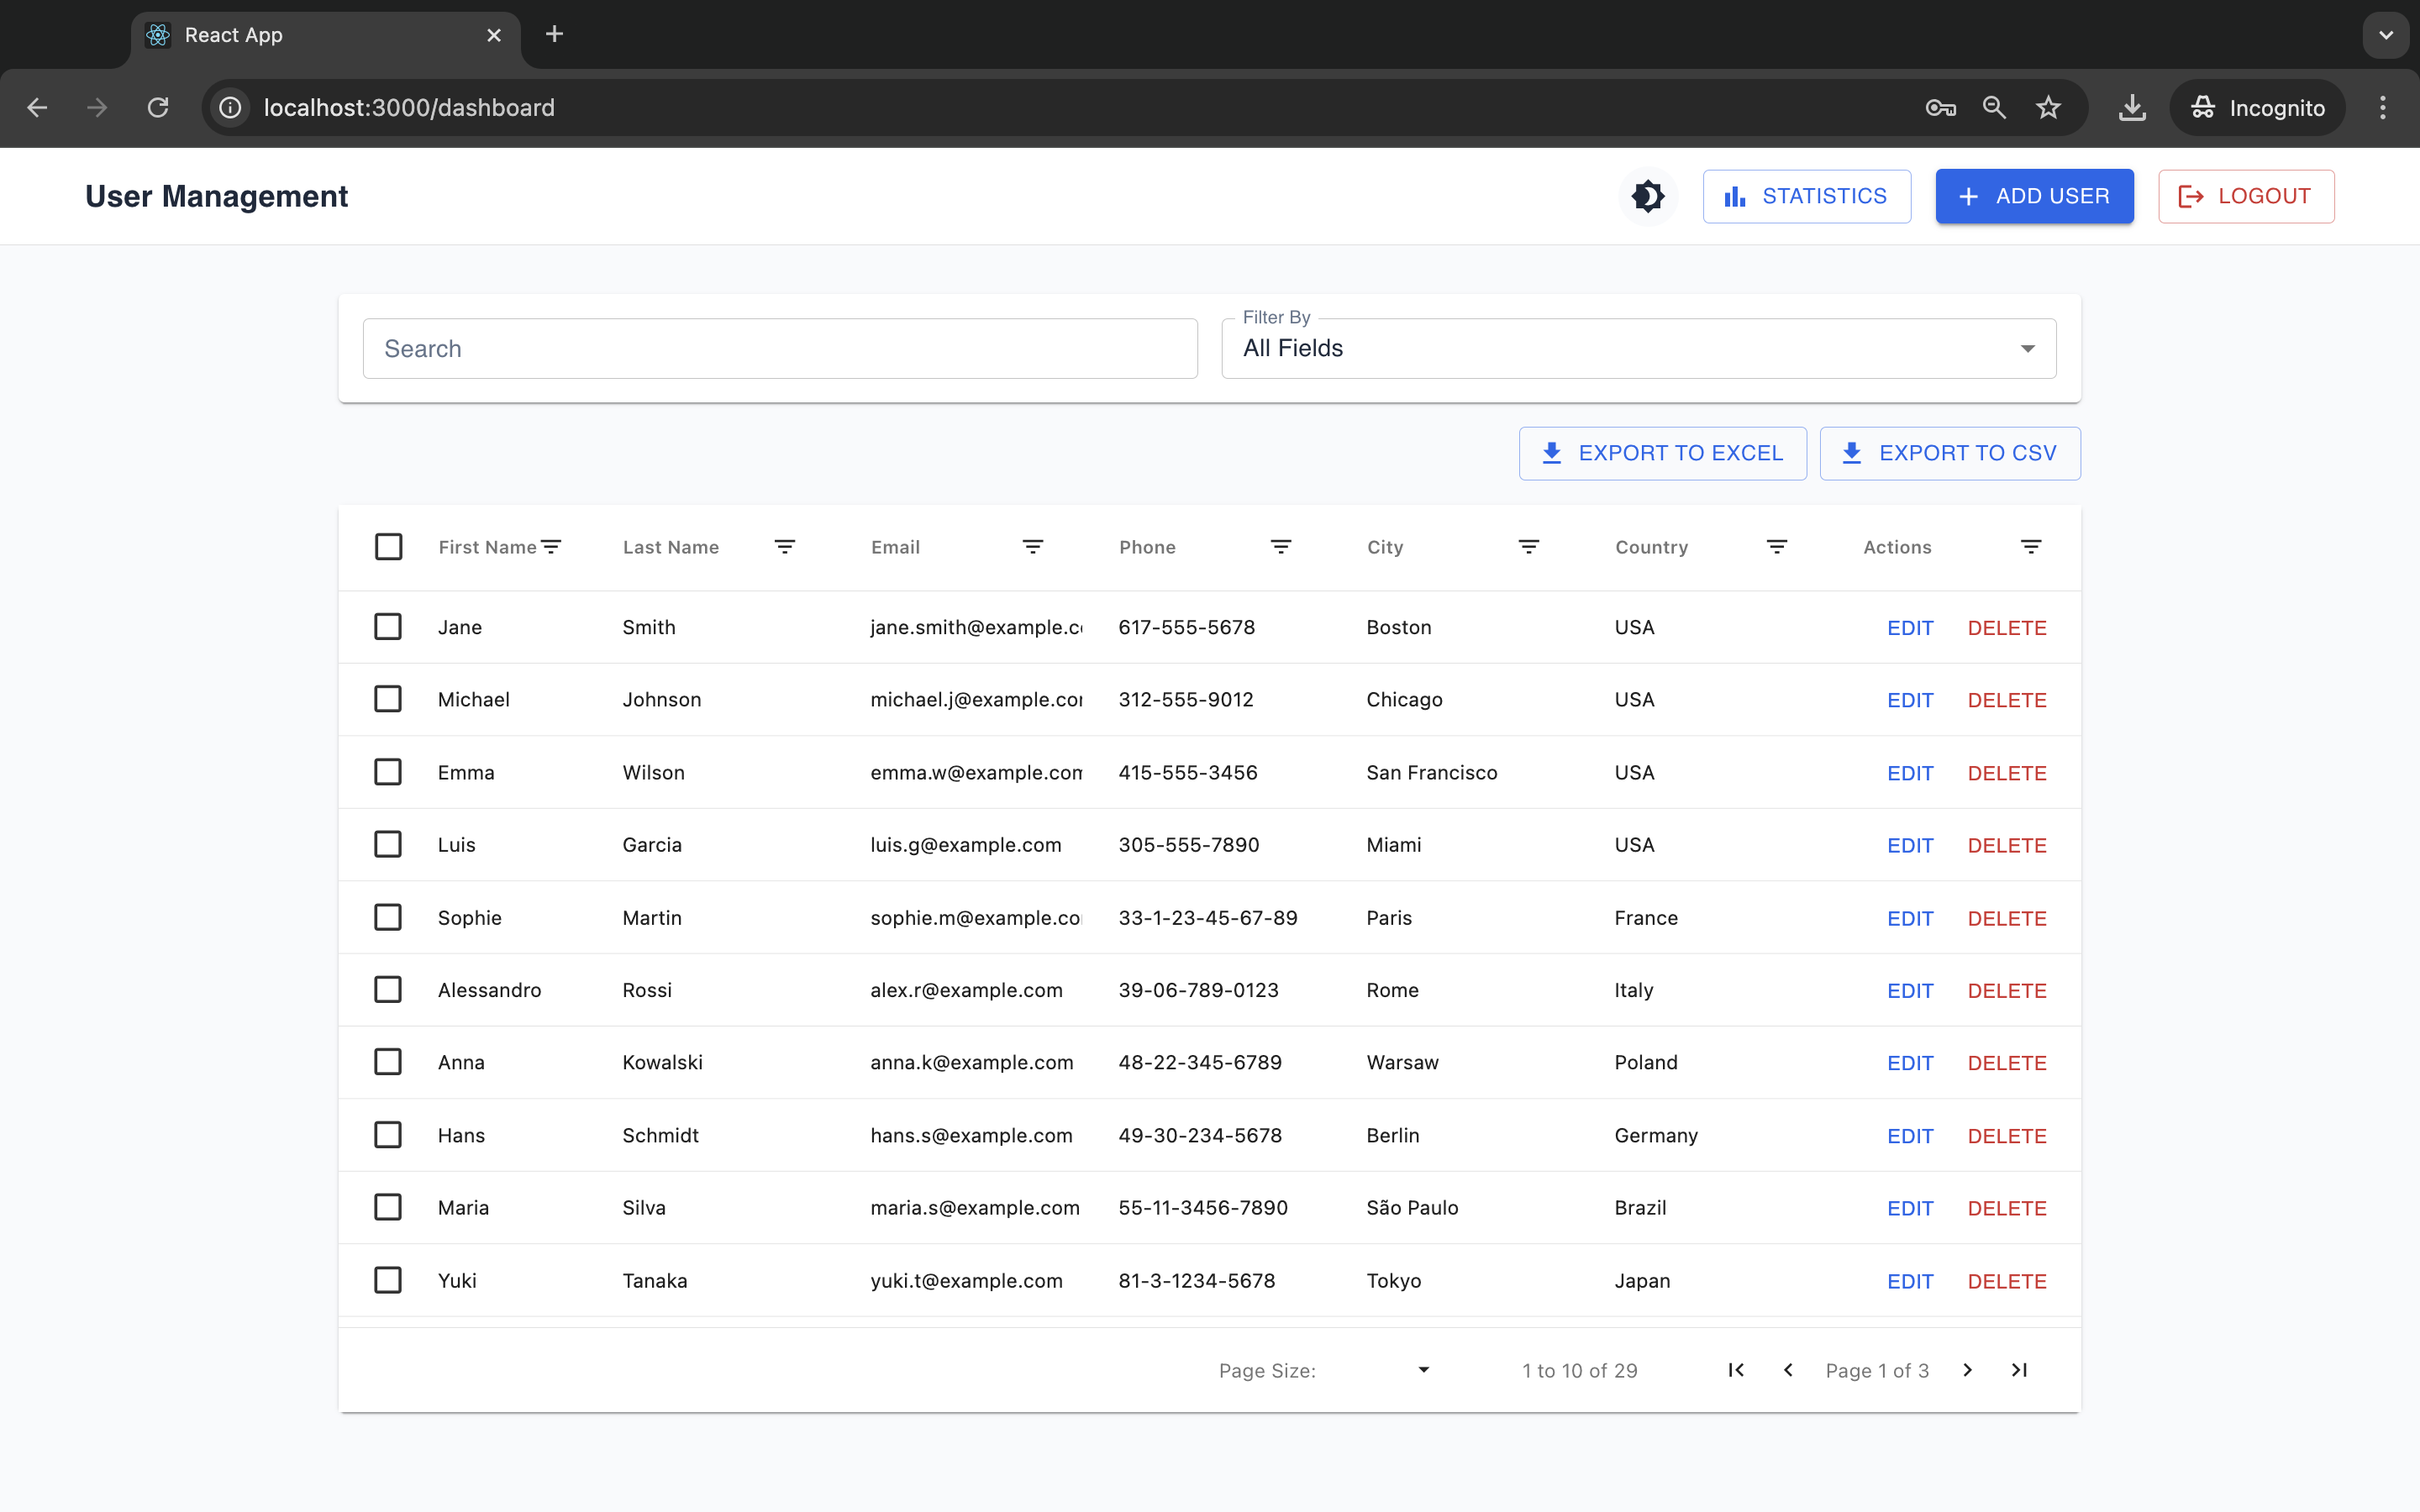 React App
localhost:3000/dashboard
Incognito
User Management
STATISTICS
ADD USER
LOGOUT
Search
Filter By
All Fields
EXPORT TO EXCEL
EXPORT TO CSV
First Name Last Name Email Phone City Country Actions
Jane Smith jane.smith@example.c 617-555-5678 Boston USA EDIT DELETE
Michael Johnson michael.j@example.co 312-555-9012 Chicago USA EDIT DELETE
Emma Wilson emma.w@example.com 415-555-3456 San Francisco USA EDIT DELETE
Luis Garcia luis.g@example.com 305-555-7890 Miami USA EDIT DELETE
Sophie Martin sophie.m@example.co 33-1-23-45-67-89 Paris France EDIT DELETE
Alessandro Rossi alex.r@example.com 39-06-789-0123 Rome Italy EDIT DELETE
Anna Kowalski anna.k@example.com 48-22-345-6789 Warsaw Poland EDIT DELETE
Hans Schmidt hans.s@example.com 49-30-234-5678 Berlin Germany EDIT DELETE
Maria Silva maria.s@example.com 55-11-3456-7890 São Paulo Brazil EDIT DELETE
Yuki Tanaka yuki.t@example.com 81-3-1234-5678 Tokyo Japan EDIT DELETE
Page Size: 1 to 10 of 29 Page 1 of 3